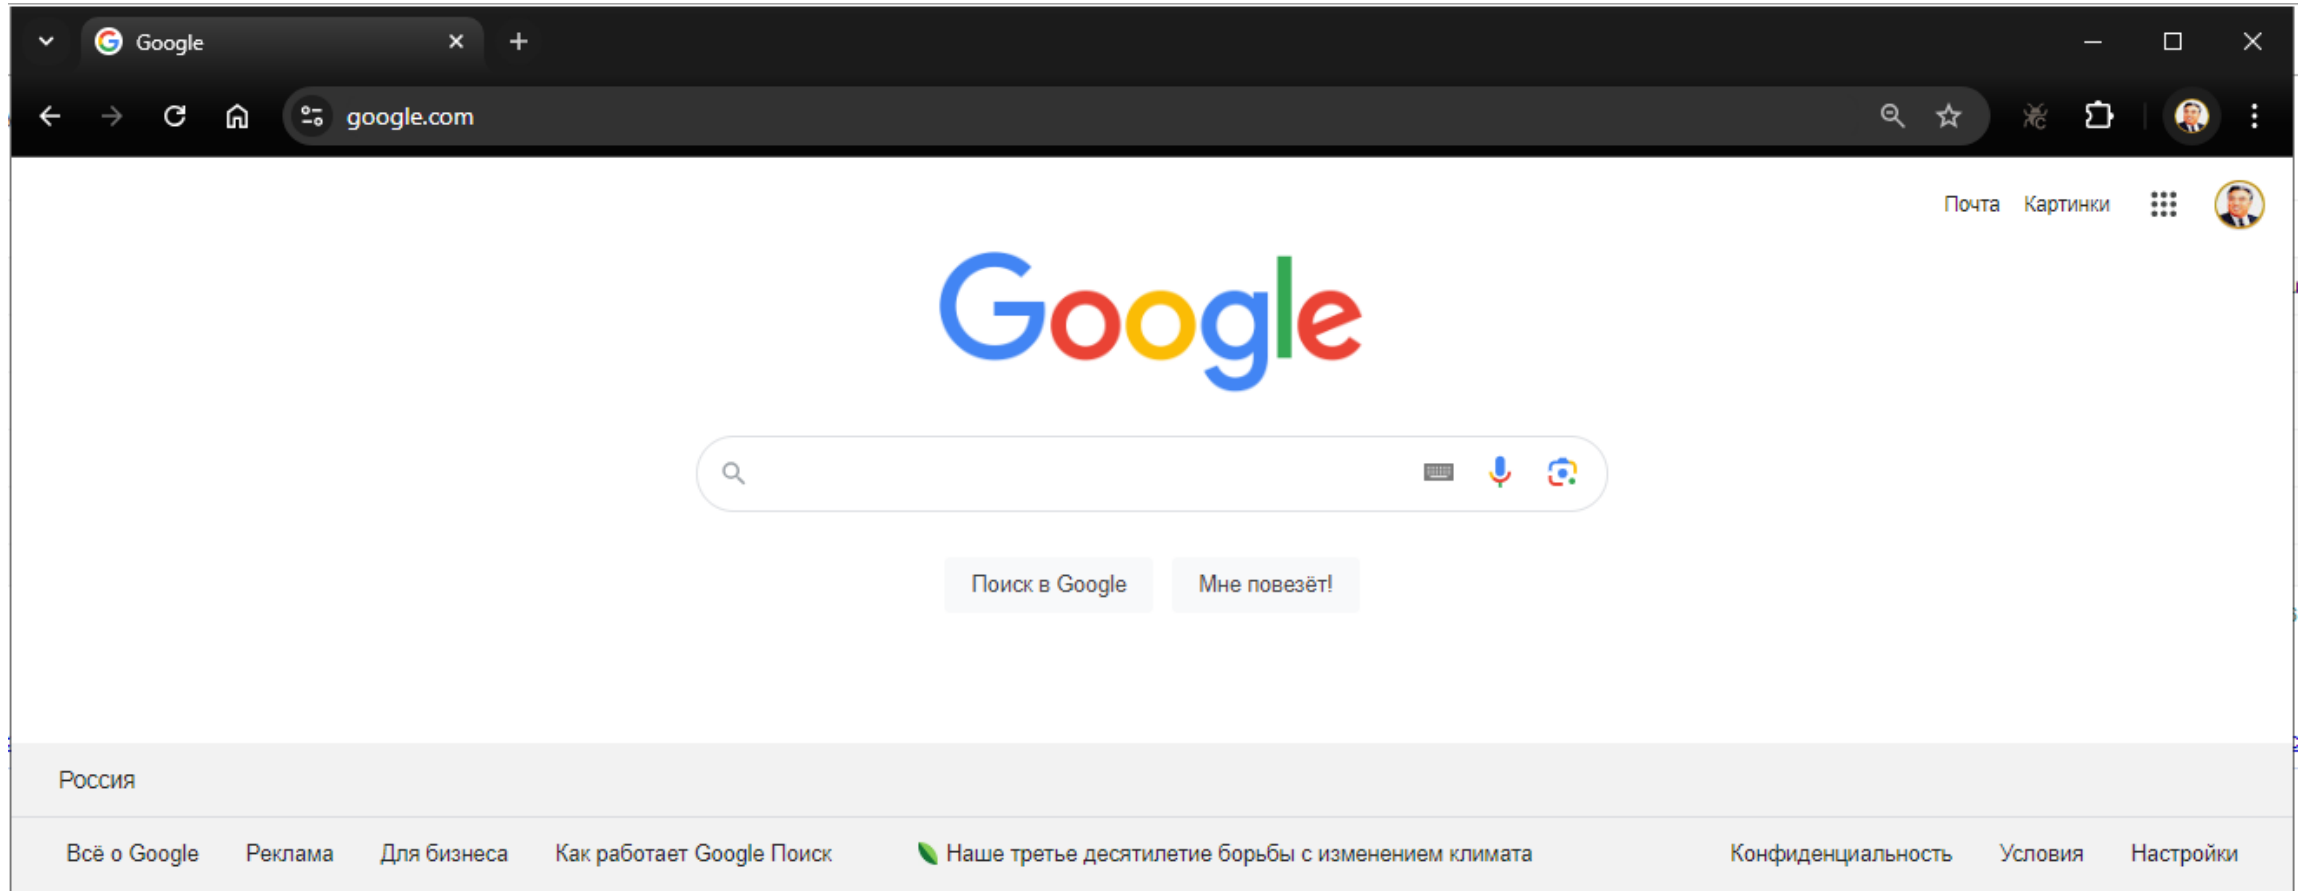 Google
google.com
Почта Картинки
Google
Поиск в Google Мне повезёт!
Россия
Всё о Google Реклама Для бизнеса Как работает Google Поиск Наше третье десятилетие борьбы с изменением климата Конфиденциальность Условия Настройки